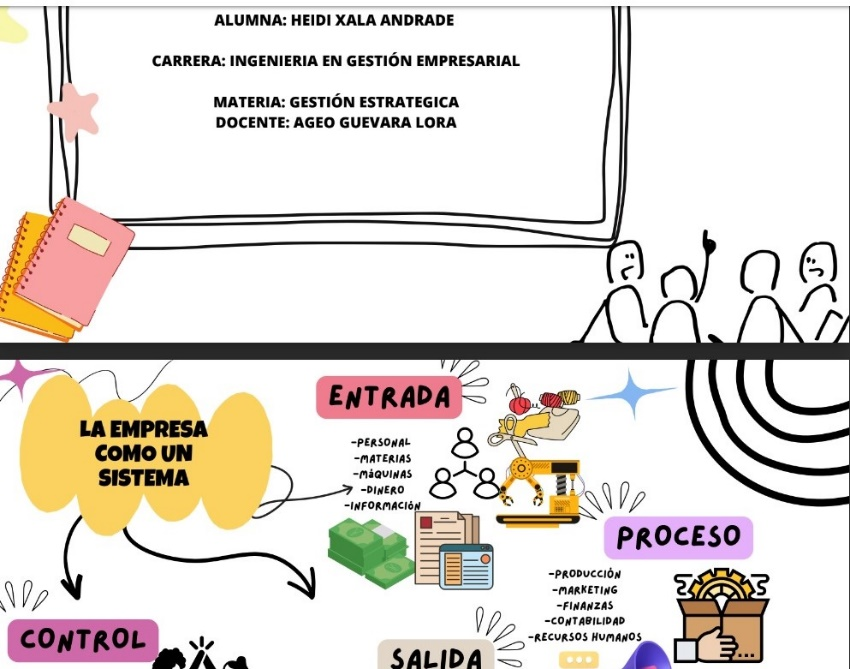 ALUMNA: HEIDI XALA ANDRADE
CARRERA: INGENIERIA EN GESTIÓN EMPRESARIAL
MATERIA: GESTIÓN ESTRATEGICA
DOCENTE: AGEO GUEVARA LORA
LA EMPRESA
COMO UN
SISTEMA
ENTRADA
-PERSONAL
-MATERIAS
-MáQUINAS
-DINERO
-INFORMACIÓN
PROCESO
-PRODUCCIÓN
-MARKETING
-FINANZAS
-CONTABILIDAD
-RECURSOS HUMANOS
CONTROL
SALIDA